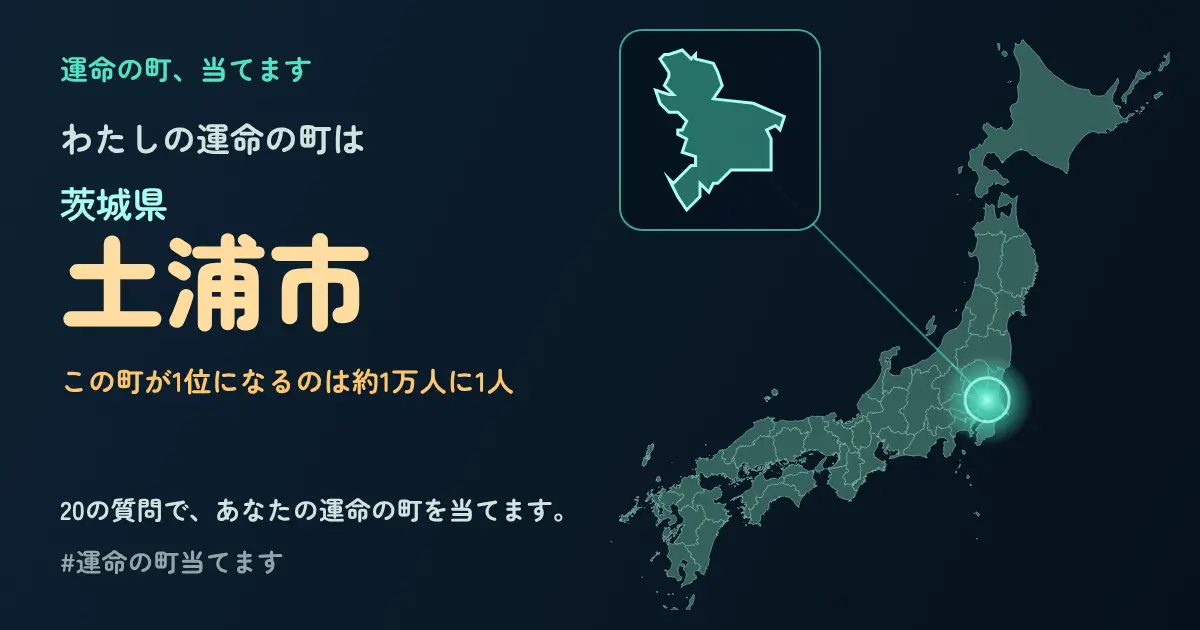 運命の町、当てます
わたしの運命の町は
茨城県
土浦市
この町が1位になるのは約1万人に1人
20の質問で、あなたの運命の町を当てます。
#運命の町当てます